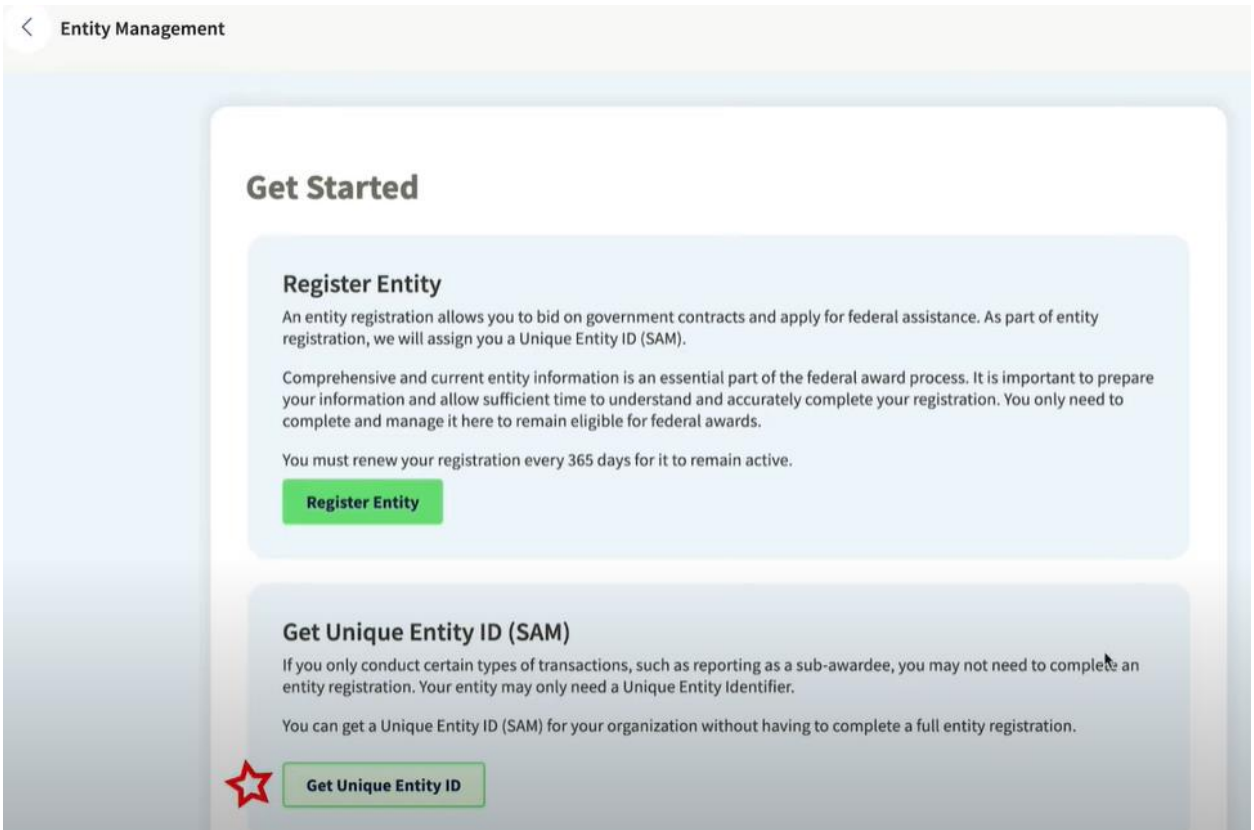 Entity Management
Get Started
Register Entity
An entity registration allows you to bid on government contracts and apply for federal assistance. As part of entity
registration, we will assign you a Unique Entity ID (SAM).
Comprehensive and current entity information is an essential part of the federal award process. It is important to prepare
your information and allow sufficient time to understand and accurately complete your registration. You only need to
complete and manage it here to remain eligible for federal awards.
You must renew your registration every 365 days for it to remain active.
Register Entity
Get Unique Entity ID (SAM)
If you only conduct certain types of transactions, such as reporting as a sub-awardee, you may not need to complete an
entity registration. Your entity may only need a Unique Entity Identifier.
You can get a Unique Entity ID (SAM) for your organization without having to complete a full entity registration.
Get Unique Entity ID